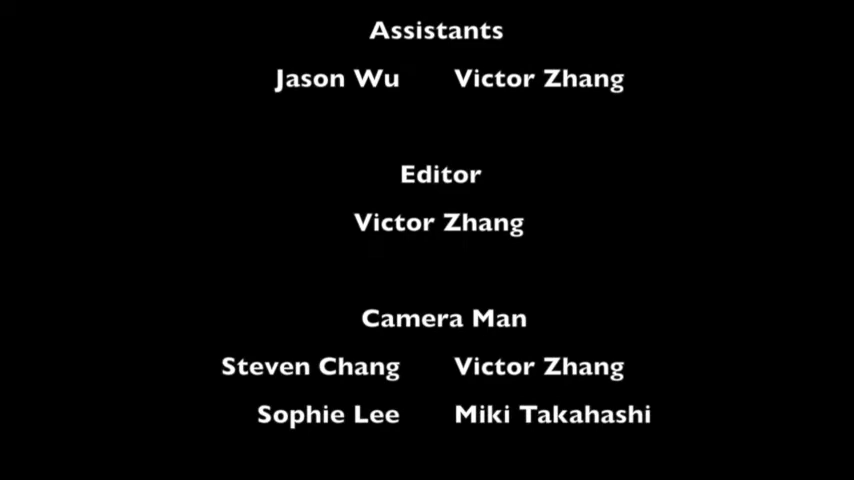 Assistants
Jason Wu Victor Zhang
Editor
Victor Zhang
Camera Man
Steven Chang Victor Zhang
Sophie Lee Miki Takahashi